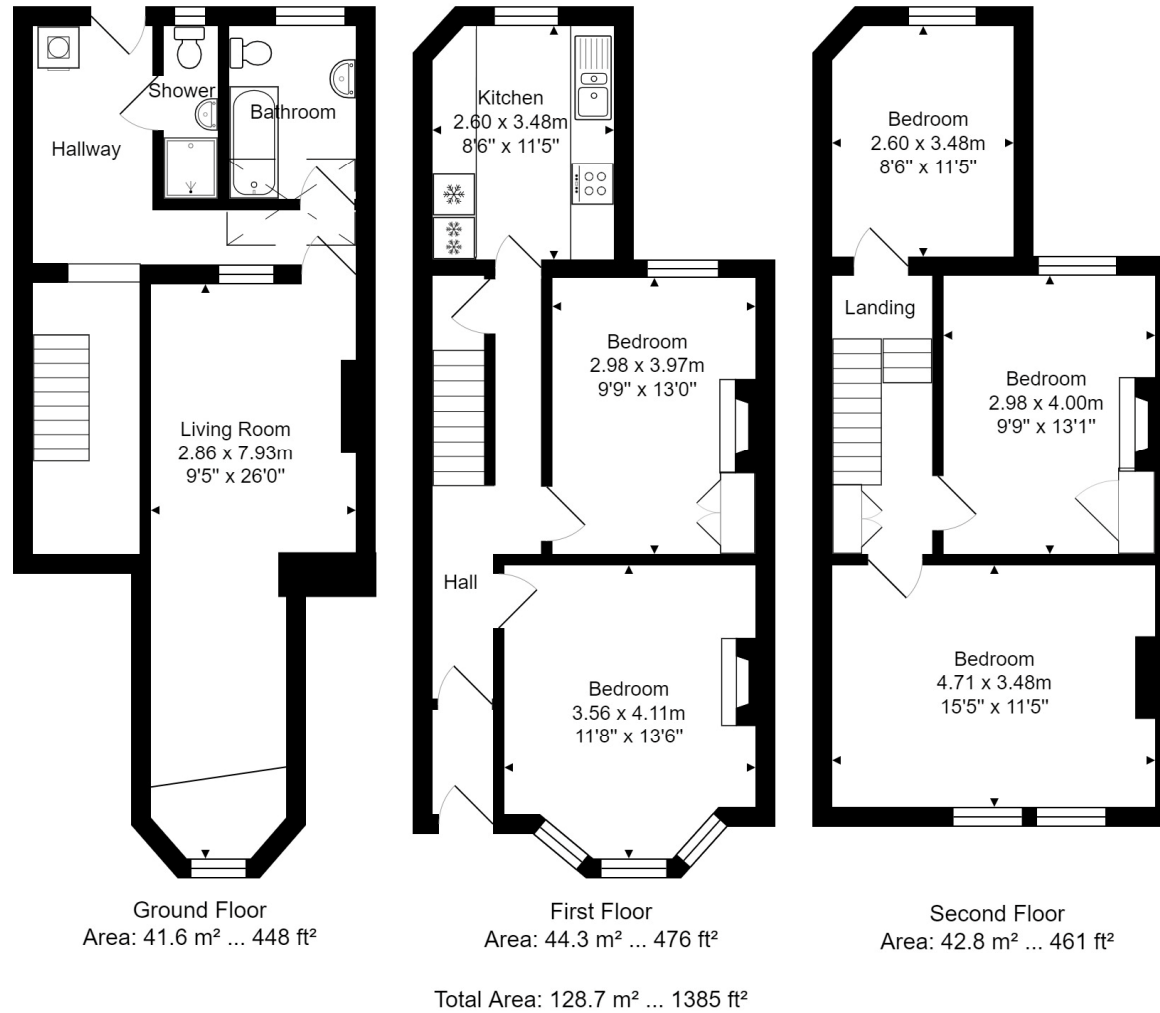 Shower
Bathroom
Hallway
Living Room
2.86 x 7.93m
9'5" x 26'0"
Ground Floor
Area: 41.6 m² ... 448 ft²
Kitchen
2.60 x 3.48m
8'6" x 11'5"
Bedroom
2.98 x 3.97m
9'9" x 13'0"
Hall
Bedroom
3.56 x 4.11m
11'8" x 13'6"
First Floor
Area: 44.3 m² ... 476 ft²
Bedroom
2.60 x 3.48m
8'6" x 11'5"
Landing
Bedroom
2.98 x 4.00m
9'9" x 13'1"
Bedroom
4.71 x 3.48m
15'5" x 11'5"
Second Floor
Area: 42.8 m² ... 461 ft²
Total Area: 128.7 m² ... 1385 ft²